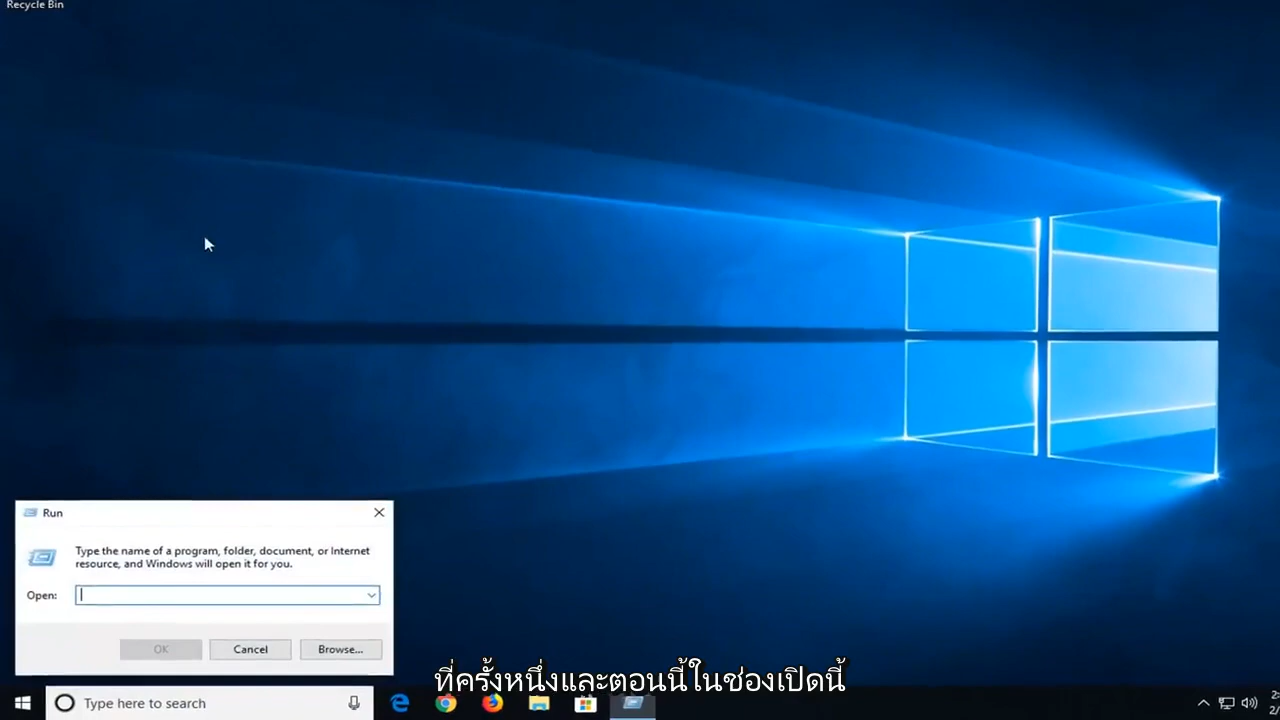 Recycle Bin
Run
Type the name of a program, folder, document, or Internet
resource, and Windows will open it for you.
Open:
OK
Cancel
Browse...
ที่ครั้งหนึ่งและตอนนี้ในช่องเปิดนี้
Type here to search